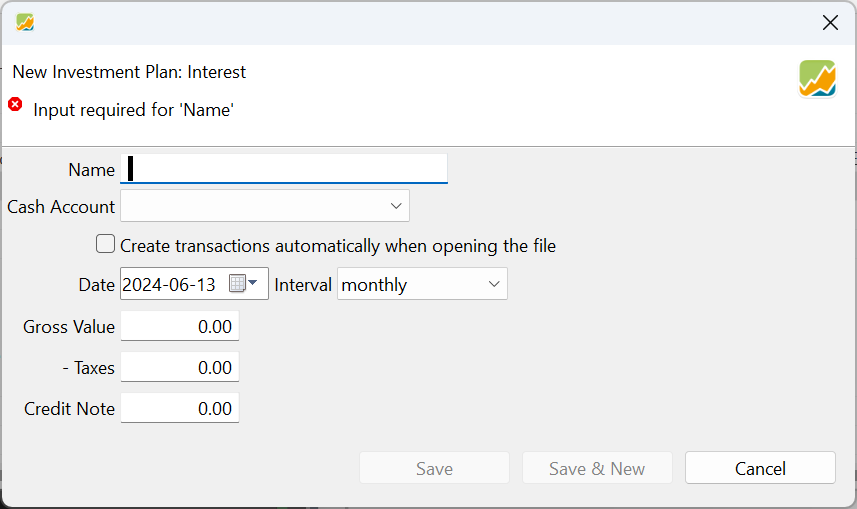 New Investment Plan: Interest
Input required for 'Name'
Name
Cash Account
Create transactions automatically when opening the file
Date 2024-06-13 Interval monthly
Gross Value 0.00
- Taxes 0.00
Credit Note 0.00
Save Save & New Cancel